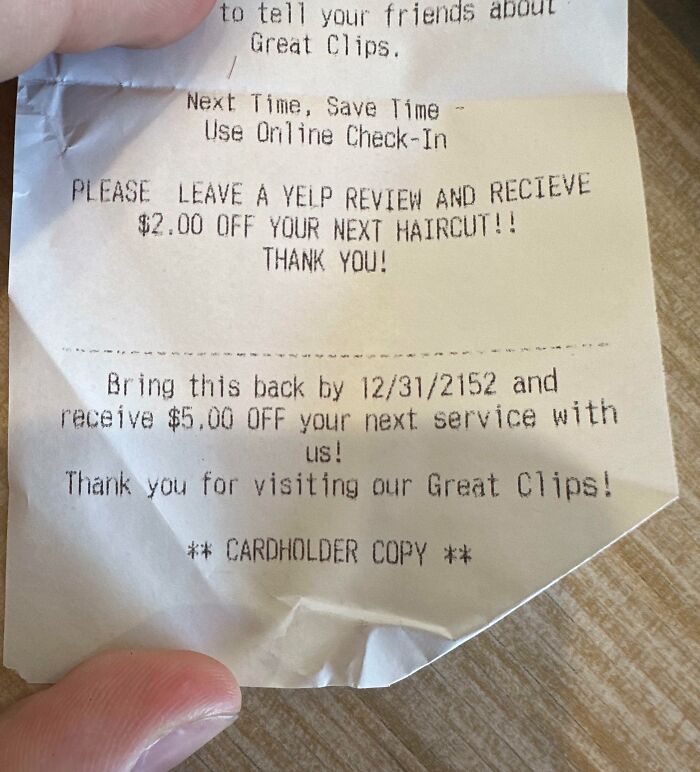 to tell your friends about
Great Clips.
Next Time, Save Time -
Use Online Check-In
PLEASE LEAVE A YELP REVIEW AND RECIEVE
$2.00 OFF YOUR NEXT HAIRCUT!!
THANK YOU!
Bring this back by 12/31/2152 and
receive $5.00 OFF your next service with
us!
Thank you for visiting our Great Clips!
** CARDHOLDER COPY **